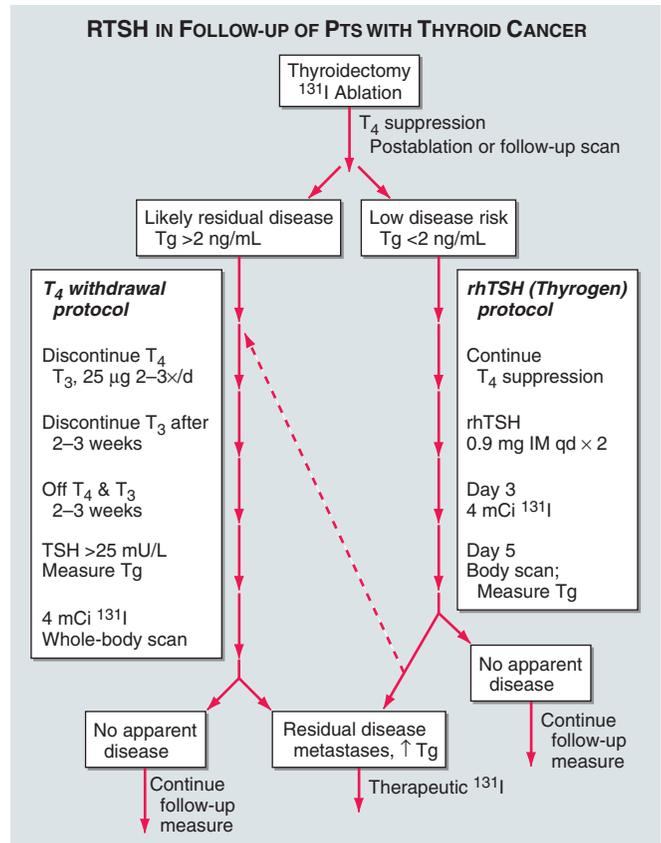 RTSH IN FOLLOW-UP OF PTS WITH THYROID CANCER
Thyroidectomy
¹³¹I Ablation
T₄ suppression
Postablation or follow-up scan
Likely residual disease
Tg >2 ng/mL
Low disease risk
Tg <2 ng/mL
T₄ withdrawal
protocol
Discontinue T₄
T₃, 25 μg 2–3×/d
Discontinue T₃ after
2–3 weeks
Off T₄ & T₃
2–3 weeks
TSH >25 mU/L
Measure Tg
4 mCi ¹³¹I
Whole-body scan
rhTSH (Thyrogen)
protocol
Continue
T₄ suppression
rhTSH
0.9 mg IM qd × 2
Day 3
4 mCi ¹³¹I
Day 5
Body scan;
Measure Tg
No apparent
disease
Continue
follow-up
measure
No apparent
disease
Continue
follow-up
measure
Residual disease
metastases, ↑ Tg
Therapeutic ¹³¹I